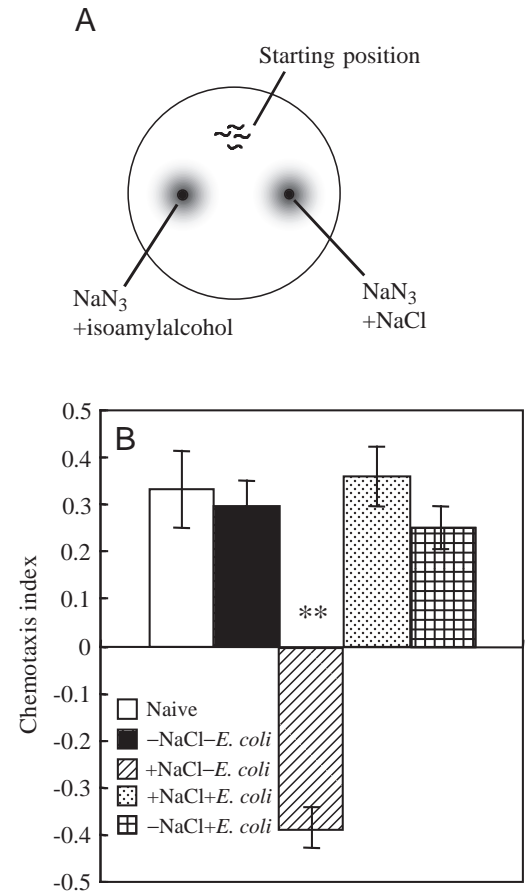 A
Starting position
NaN₃
+isoamylalcohol
NaN₃
+NaCl
B
Chemotaxis index
0.5
0.4
0.3
0.2
0.1
0
-0.1
-0.2
-0.3
-0.4
-0.5
**
Naive
–NaCl–E. coli
+NaCl–E. coli
+NaCl+E. coli
–NaCl+E. coli